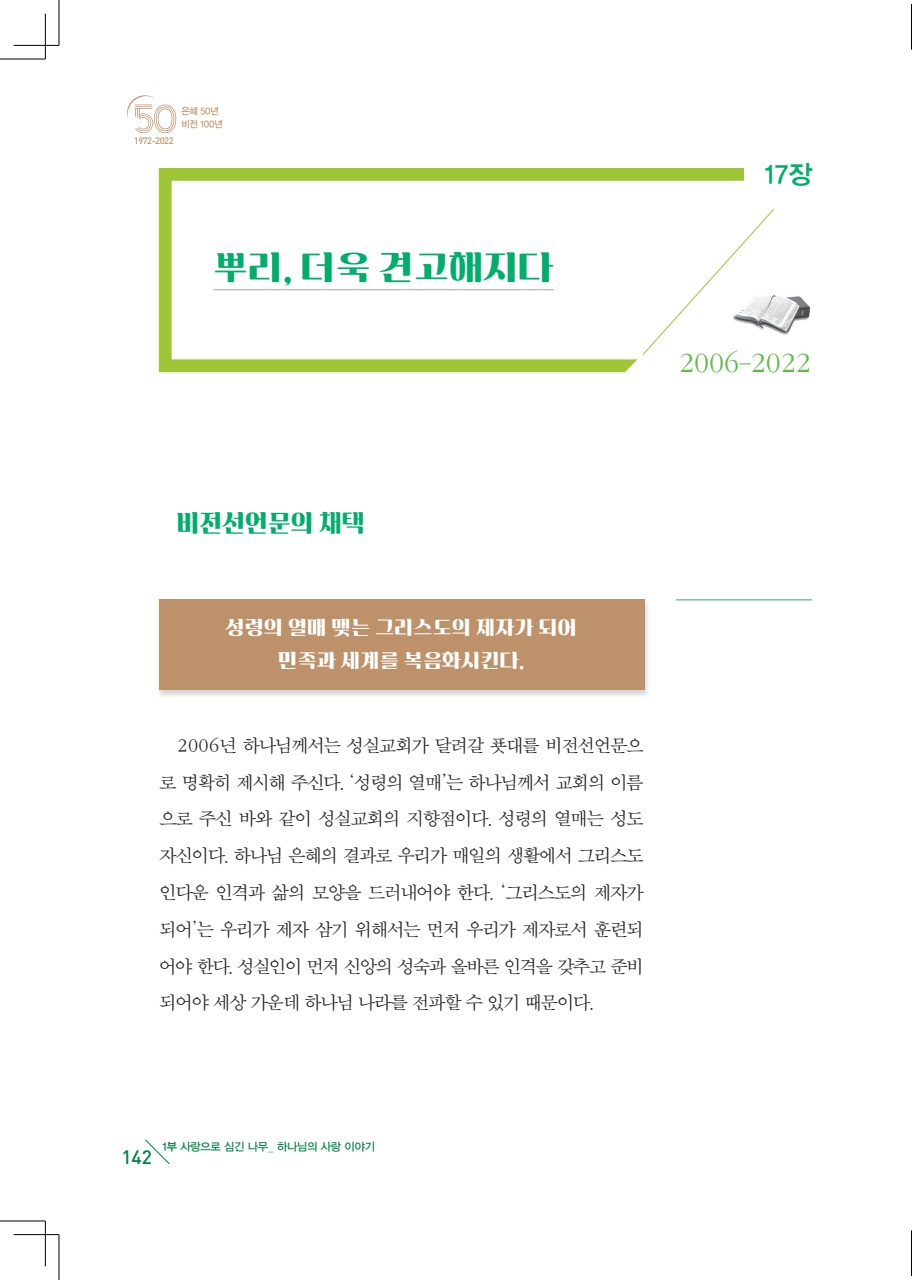 50
은혜 50년
비전 100년
1972-2022
17장
뿌리, 더욱 견고해지다
2006-2022
비전선언문의 채택
성령의 열매 맺는 그리스도의 제자가 되어
민족과 세계를 복음화시킨다.
2006년 하나님께서는 성실교회가 달려갈 푯대를 비전선언문으
로 명확히 제시해 주신다. ‘성령의 열매’는 하나님께서 교회의 이름
으로 주신 바와 같이 성실교회의 지향점이다. 성령의 열매는 성도
자신이다. 하나님 은혜의 결과로 우리가 매일의 생활에서 그리스도
인다운 인격과 삶의 모양을 드러내어야 한다. ‘그리스도의 제자가
되어’는 우리가 제자 삼기 위해서는 먼저 우리가 제자로서 훈련되
어야 한다. 성실인이 먼저 신앙의 성숙과 올바른 인격을 갖추고 준비
되어야 세상 가운데 하나님 나라를 전파할 수 있기 때문이다.
142 1부 사랑으로 심긴 나무_ 하나님의 사랑 이야기